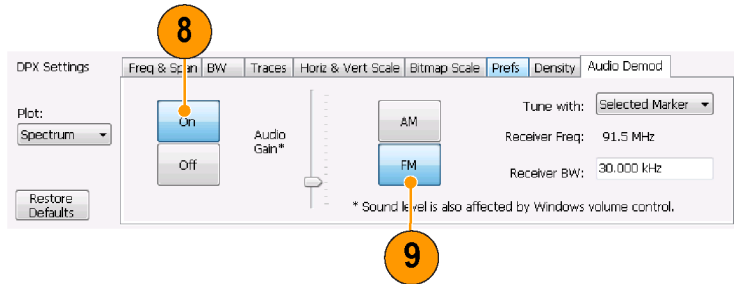 8
DPX Settings
Freq & Span BW Traces Horiz & Vert Scale Bitmap Scale Prefs Density Audio Demod
Plot:
Spectrum
Restore
Defaults
On
Off
Audio
Gain*
AM
FM
Tune with: Selected Marker
Receiver Freq: 91.5 MHz
Receiver BW: 30.000 kHz
* Sound level is also affected by Windows volume control.
9